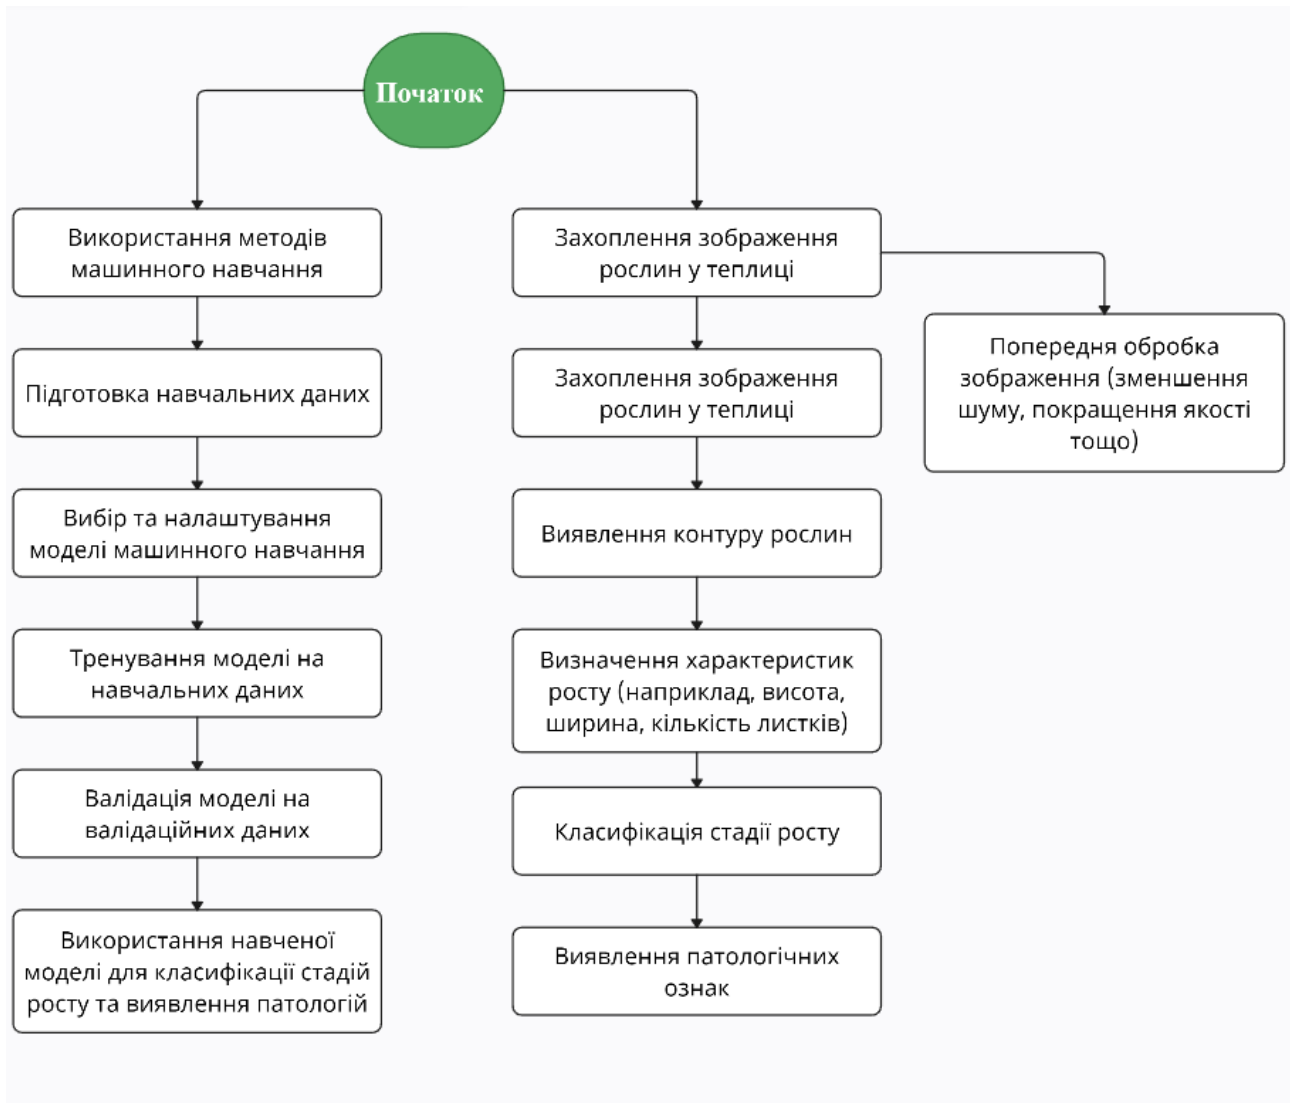 Початок
Використання методів
машинного навчання
Підготовка навчальних даних
Вибір та налаштування
моделі машинного навчання
Тренування моделі на
навчальних даних
Валідація моделі на
валідаційних даних
Використання навченої
моделі для класифікації стадій
росту та виявлення патологій
Захоплення зображення
рослин у теплиці
Захоплення зображення
рослин у теплиці
Виявлення контуру рослин
Визначення характеристик
росту (наприклад, висота,
ширина, кількість листків)
Класифікація стадії росту
Виявлення патологічних
ознак
Попередня обробка
зображення (зменшення
шуму, покращення якості
тощо)